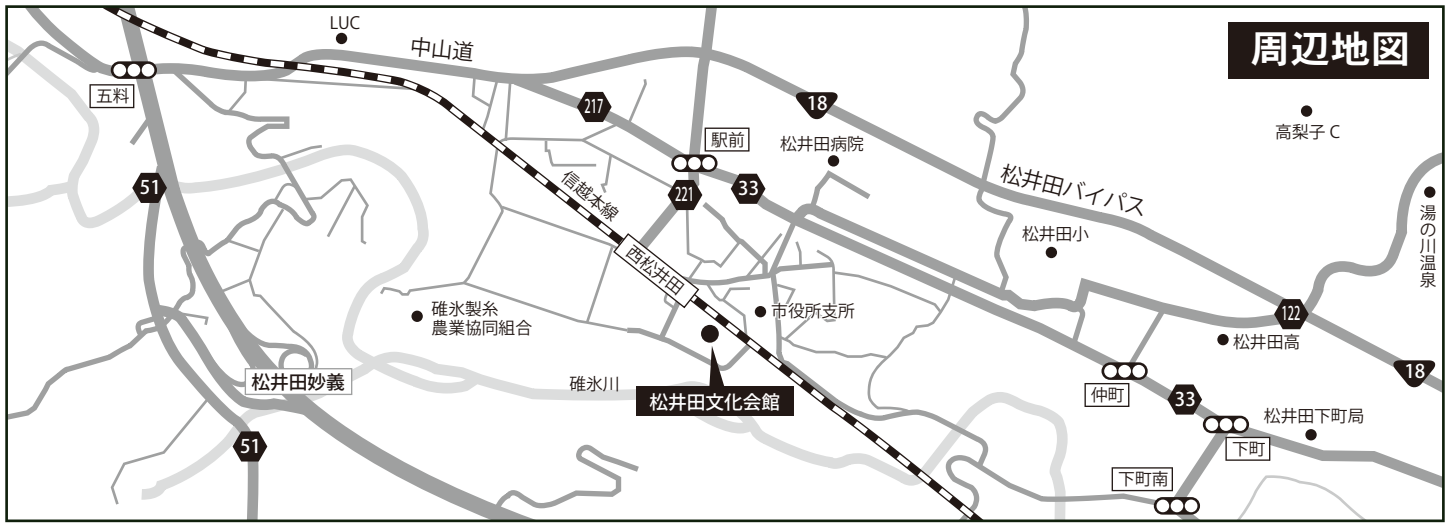 LUC
中山道
周辺地図
五料
217
18
駅前
松井田病院
高梨子 C
51
信越本線
221
33
松井田バイパス
湯の川温泉
松井田小
西松井田
碓氷製糸
農業協同組合
市役所支所
122
松井田高
松井田妙義
碓氷川
松井田文化会館
18
仲町
33
松井田下町局
51
下町
下町南